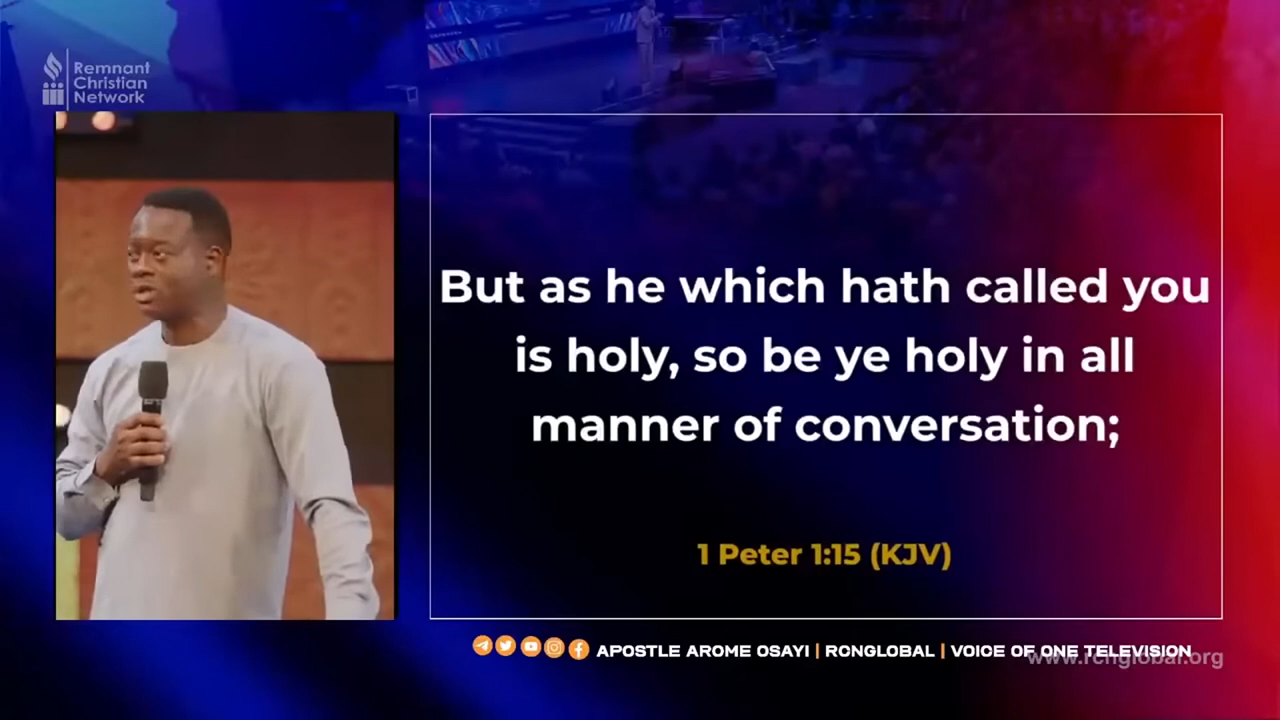 Remnant
Christian
Network
But as he which hath called you
is holy, so be ye holy in all
manner of conversation;
1 Peter 1:15 (KJV)
APOSTLE AROME OSAYI | RCNGLOBAL | VOICE OF ONE TELEVISION
www.rcnglobal.org